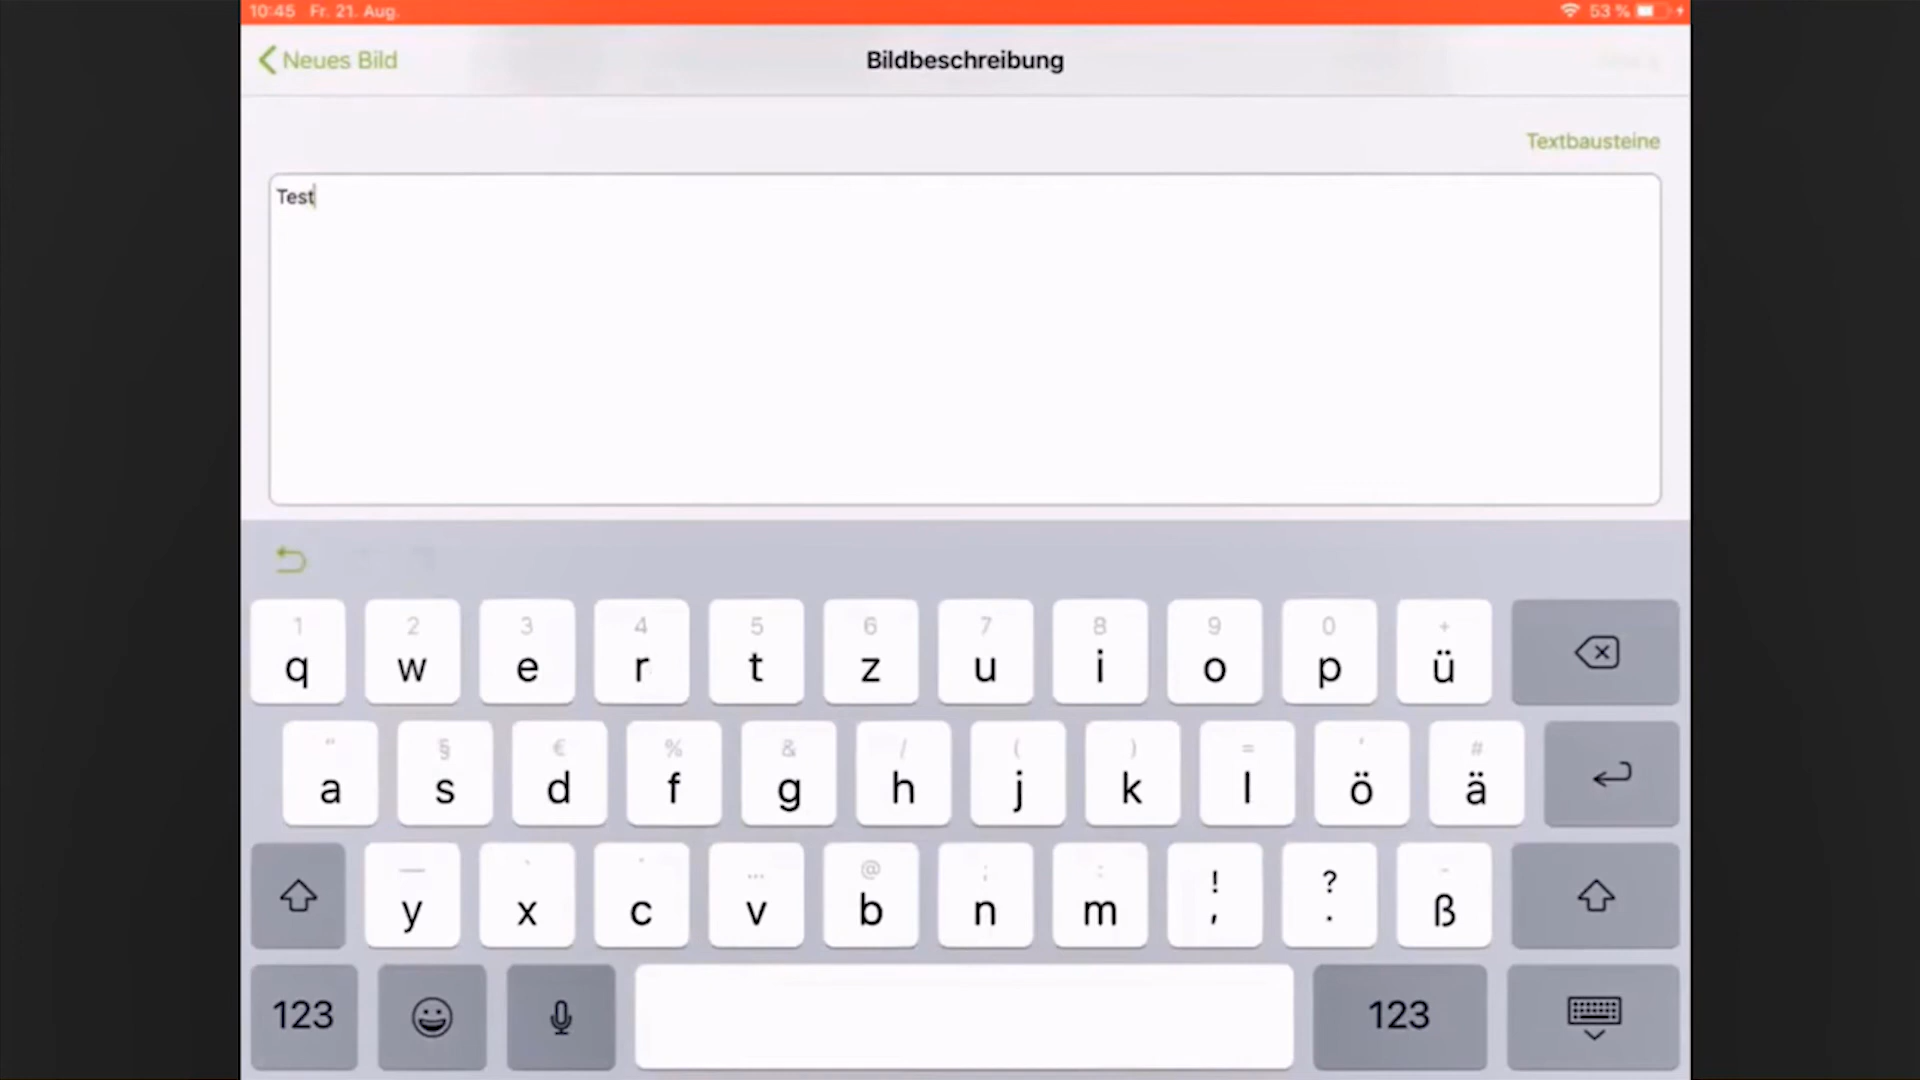 10:45 Fr. 21. Aug.
53 %
Neues Bild
Bildbeschreibung
Textbausteine
Test
1 2 3 4 5 6 7 8 9 0 +
q w e r t z u i o p ü
" § € % & / ( ) = ' #
a s d f g h j k l ö ä
— ` ' ... @ ; : ! ? -
y x c v b n m , . ß
123 123